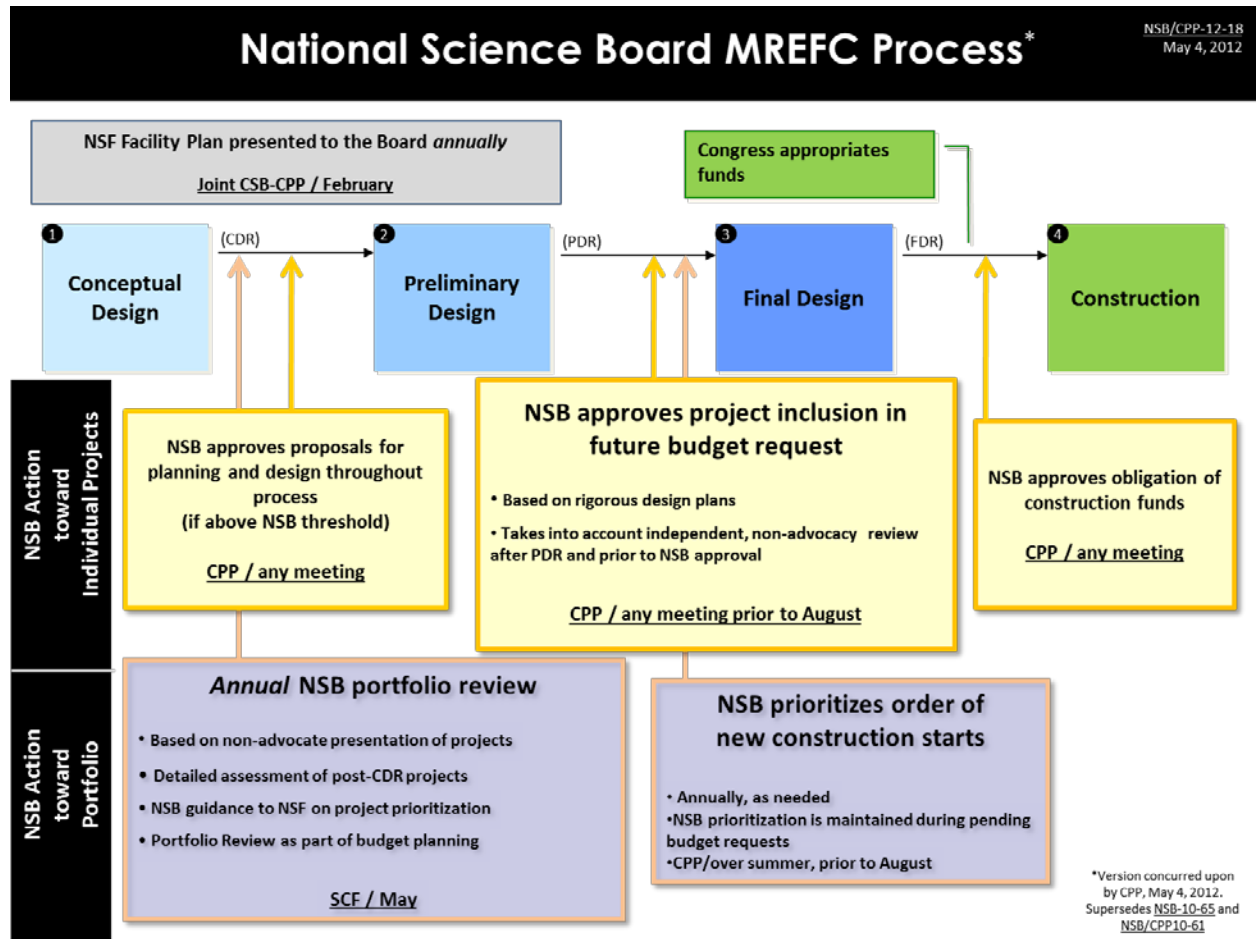 National Science Board MREFC Process*
NSB/CPP-12-18
May 4, 2012
NSF Facility Plan presented to the Board annually
Joint CSB-CPP / February
Congress appropriates
funds
1
Conceptual
Design
(CDR)
2
Preliminary
Design
(PDR)
3
Final Design
(FDR)
4
Construction
NSB Action
toward
Individual Projects
NSB approves proposals for
planning and design throughout
process
(if above NSB threshold)
CPP / any meeting
NSB approves project inclusion in
future budget request
• Based on rigorous design plans
• Takes into account independent, non-advocacy review
after PDR and prior to NSB approval
CPP / any meeting prior to August
NSB approves obligation of
construction funds
CPP / any meeting
NSB Action
toward
Portfolio
Annual NSB portfolio review
• Based on non-advocate presentation of projects
• Detailed assessment of post-CDR projects
• NSB guidance to NSF on project prioritization
• Portfolio Review as part of budget planning
SCF / May
NSB prioritizes order of
new construction starts
• Annually, as needed
•NSB prioritization is maintained during pending
budget requests
•CPP/over summer, prior to August
*Version concurred upon
by CPP, May 4, 2012.
Supersedes NSB-10-65 and
NSB/CPP10-61